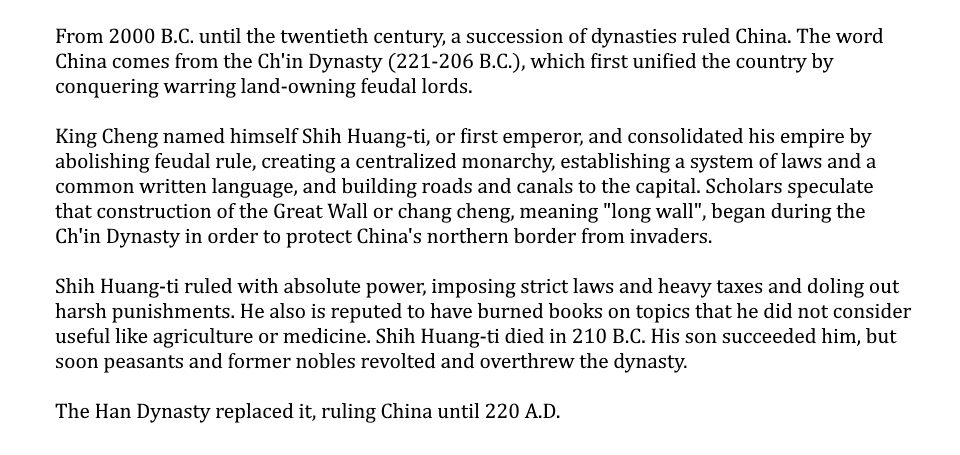 From 2000 B.C. until the twentieth century, a succession of dynasties ruled China. The word
China comes from the Ch'in Dynasty (221-206 B.C.), which first unified the country by
conquering warring land-owning feudal lords.
King Cheng named himself Shih Huang-ti, or first emperor, and consolidated his empire by
abolishing feudal rule, creating a centralized monarchy, establishing a system of laws and a
common written language, and building roads and canals to the capital. Scholars speculate
that construction of the Great Wall or chang cheng, meaning "long wall", began during the
Ch'in Dynasty in order to protect China's northern border from invaders.
Shih Huang-ti ruled with absolute power, imposing strict laws and heavy taxes and doling out
harsh punishments. He also is reputed to have burned books on topics that he did not consider
useful like agriculture or medicine. Shih Huang-ti died in 210 B.C. His son succeeded him, but
soon peasants and former nobles revolted and overthrew the dynasty.
The Han Dynasty replaced it, ruling China until 220 A.D.